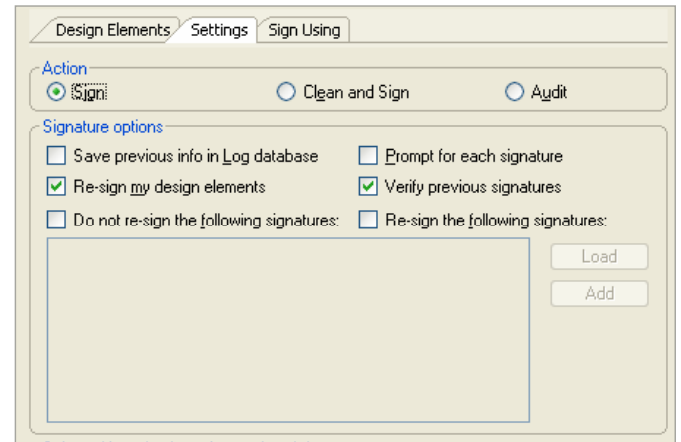 Design Elements Settings Sign Using
Action
Sign Clean and Sign Audit
Signature options
Save previous info in Log database Prompt for each signature
Re-sign my design elements Verify previous signatures
Do not re-sign the following signatures: Re-sign the following signatures:
Load
Add